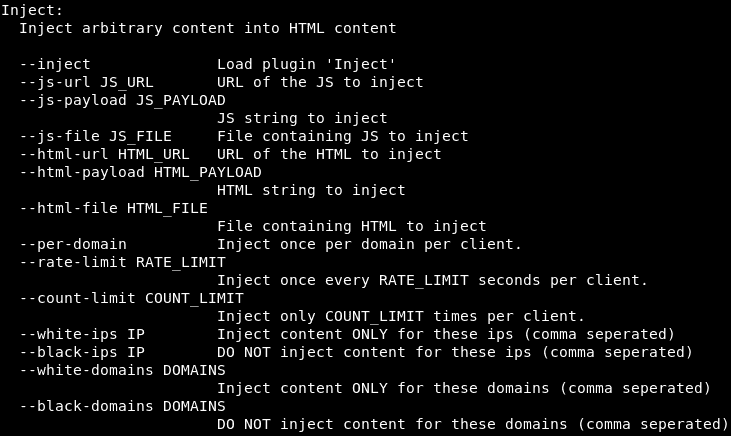 Inject:
Inject arbitrary content into HTML content
--inject Load plugin 'Inject'
--js-url JS_URL URL of the JS to inject
--js-payload JS_PAYLOAD
JS string to inject
--js-file JS_FILE File containing JS to inject
--html-url HTML_URL URL of the HTML to inject
--html-payload HTML_PAYLOAD
HTML string to inject
--html-file HTML_FILE
File containing HTML to inject
--per-domain Inject once per domain per client.
--rate-limit RATE_LIMIT
Inject once every RATE_LIMIT seconds per client.
--count-limit COUNT_LIMIT
Inject only COUNT_LIMIT times per client.
--white-ips IP Inject content ONLY for these ips (comma seperated)
--black-ips IP DO NOT inject content for these ips (comma seperated)
--white-domains DOMAINS
Inject content ONLY for these domains (comma seperated)
--black-domains DOMAINS
DO NOT inject content for these domains (comma seperated)